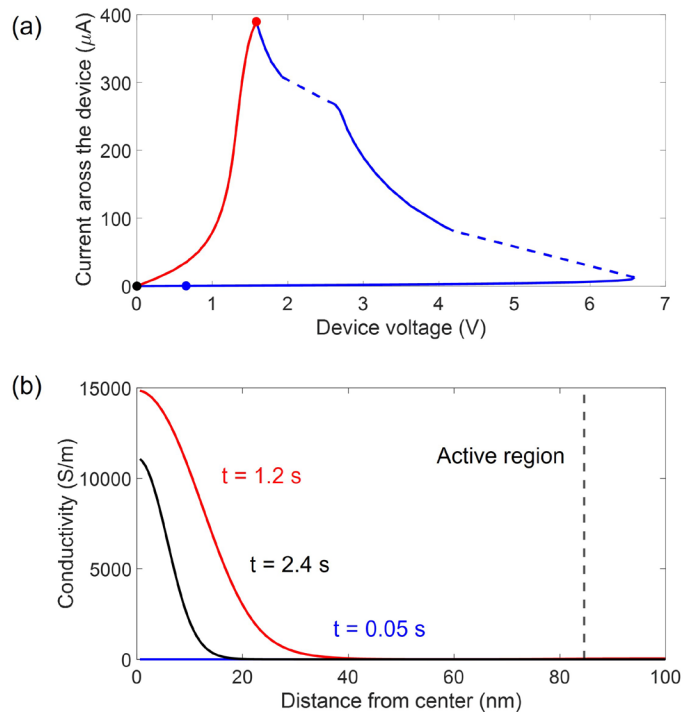 (a)
Current aross the device (μA)
400
300
200
100
0
0 1 2 3 4 5 6 7
Device voltage (V)
(b)
Conductivity (S/m)
15000
10000
5000
0
Active region
t = 1.2 s
t = 2.4 s
t = 0.05 s
0 20 40 60 80 100
Distance from center (nm)